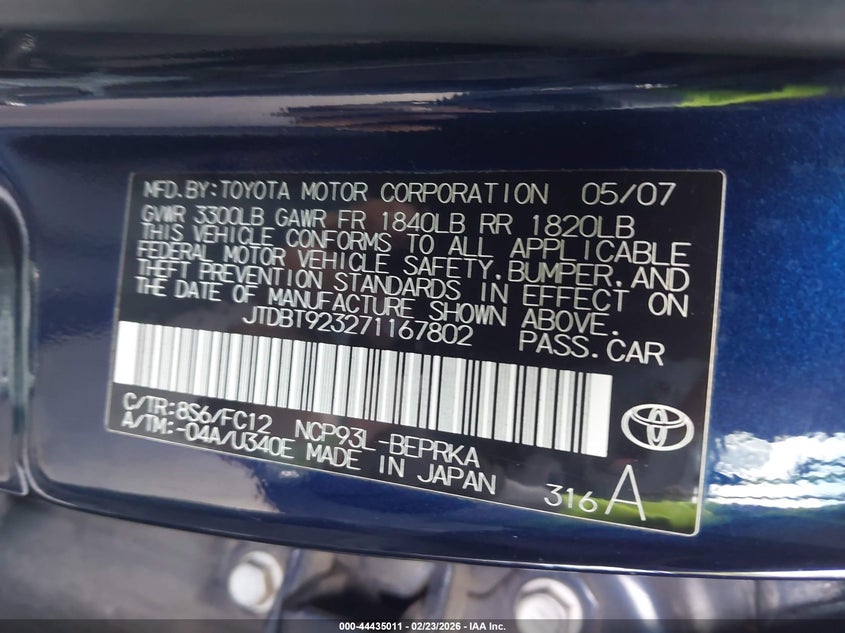 MFD.BY:TOYOTA MOTOR CORPORATION 05/07
GVWR 3300LB GAWR FR 1840LB RR 1820LB
THIS VEHICLE CONFORMS TO ALL APPLICABLE
FEDERAL MOTOR VEHICLE SAFETY,BUMPER,AND
THEFT PREVENTION STANDARDS IN EFFECT ON
THE DATE OF MANUFACTURE SHOWN ABOVE.
JTDBT923271167802 PASS.CAR
C/TR:8S6/FC12 NCP93L-BEPRKA
A/TM:-04A/U340E MADE IN JAPAN
316A
000-44435011 - 02/23/2026 - IAA Inc.